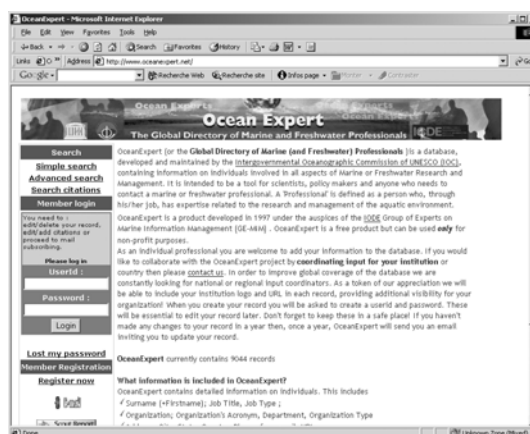 OceanExpert - Microsoft Internet Explorer
File Edit View Favorites Tools Help
Back Search Favorites History
Links Address http://www.oceanexpert.net/
Google Recherche Web Recherche site Infos page
Ocean Expert
The Global Directory of Marine and Freshwater Professionals
IODE
Search
Simple search
Advanced search
Search citations
Member login
You need to :
edit/delete your record,
edit/add citations or
proceed to mail
subscribing.
Please log in
UserId :
Password :
Login
Lost my password
Member Registration
Register now
OceanExpert (or the Global Directory of Marine (and Freshwater) Professionals )is a database,
developed and maintained by the Intergovernmental Oceanographic Commission of UNESCO (IOC),
containing information on individuals involved in all aspects of Marine or Freshwater Research and
Management. It is intended to be a tool for scientists, policy makers and anyone who needs to
contact a marine or freshwater professional. A 'Professional' is defined as a person who, through
his/her job, has expertise related to the research and management of the aquatic environment.
OceanExpert is a product developed in 1997 under the auspices of the IODE Group of Experts on
Marine Information Management (GE-MIM) . OceanExpert is a free product but can be used only for
non-profit purposes.
As an individual professional you are welcome to add your information to the database. If you would
like to collaborate with the OceanExpert project by coordinating input for your institution or
country then please contact us. In order to improve global coverage of the database we are
constantly looking for national or regional input coordinators. As a token of our appreciation we will
be able to include your institution logo and URL in each record, providing additional visibility for your
organization! When you create your record you will be asked to create a userid and password. These
will be essential to edit your record later. Don't forget to keep these in a safe place! If you haven't
made any changes to your record in a year then, once a year, OceanExpert will send you an email
inviting you to update your record.
OceanExpert currently contains 9044 records
What information is included in OceanExpert?
OceanExpert contains detailed information on individuals. This includes
✓ Surname (+Firstname); Job Title, Job Type ;
✓ Organization; Organization's Acronym, Department, Organization Type
Done